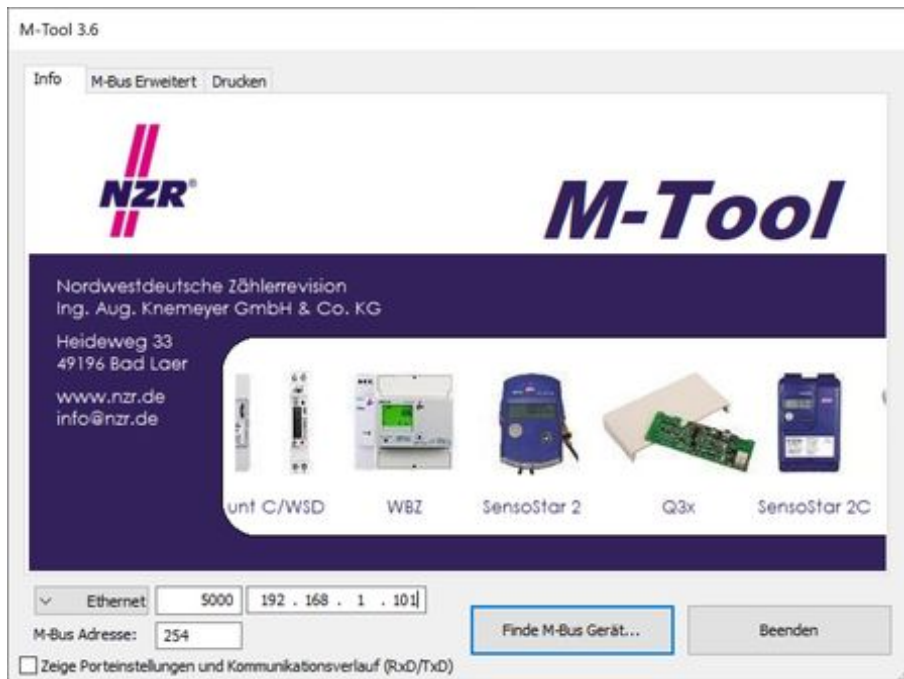 M-Tool 3.6
Info M-Bus Erweitert Drucken
NZR®
M-Tool
Nordwestdeutsche Zählerrevision
Ing. Aug. Knemeyer GmbH & Co. KG
Heideweg 33
49196 Bad Laer
www.nzr.de
info@nzr.de
unt C/WSD WBZ SensoStar 2 Q3x SensoStar 2C
Ethernet 5000 192 . 168 . 1 . 101
M-Bus Adresse: 254
Finde M-Bus Gerät... Beenden
Zeige Porteinstellungen und Kommunikationsverlauf (RxD/TxD)